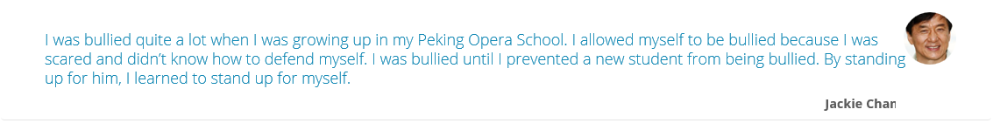 I was bullied quite a lot when I was growing up in my Peking Opera School. I allowed myself to be bullied because I was
scared and didn’t know how to defend myself. I was bullied until I prevented a new student from being bullied. By standing
up for him, I learned to stand up for myself.
Jackie Chan